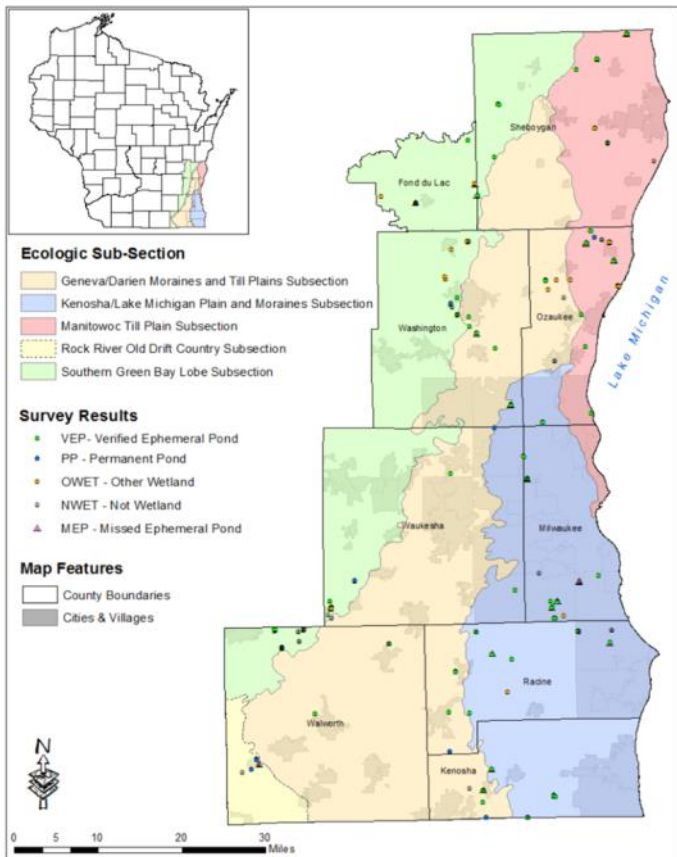 Ecologic Sub-Section
Geneva/Darien Moraines and Till Plains Subsection
Kenosha/Lake Michigan Plain and Moraines Subsection
Manitowoc Till Plain Subsection
Rock River Old Drift Country Subsection
Southern Green Bay Lobe Subsection
Survey Results
VEP - Verified Ephemeral Pond
PP - Permanent Pond
OWET - Other Wetland
NWET - Not Wetland
MEP - Missed Ephemeral Pond
Map Features
County Boundaries
Cities & Villages
N
0 5 10 20 30
Miles
Sheboygan
Fond du Lac
Washington
Ozaukee
Lake Michigan
Waukesha
Milwaukee
Racine
Walworth
Kenosha